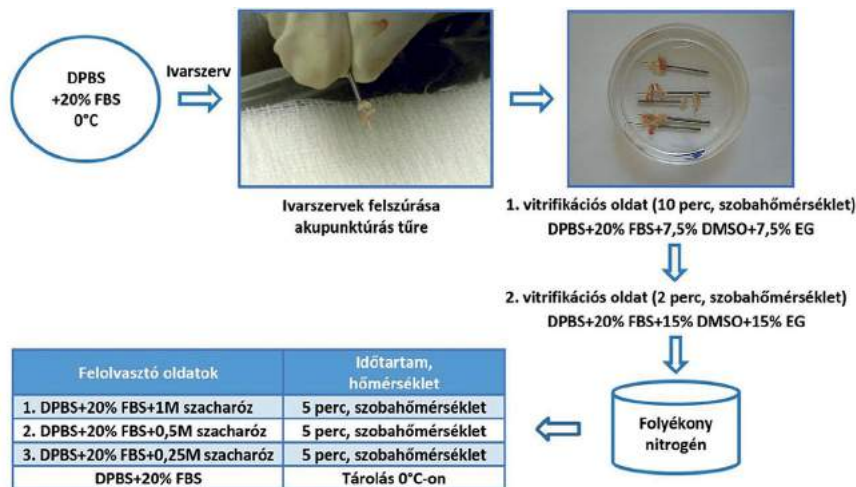 DPBS
+20% FBS
0°C
Ivarszerv
Ivarszervek felszúrása
akupunktúrás tűre
1. vitrifikációs oldat (10 perc, szobahőmérséklet)
DPBS+20% FBS+7,5% DMSO+7,5% EG
2. vitrifikációs oldat (2 perc, szobahőmérséklet)
DPBS+20% FBS+15% DMSO+15% EG
Folyékony
nitrogén
Felolvasztó oldatok
Időtartam,
hőmérséklet
1. DPBS+20% FBS+1M szacharóz
5 perc, szobahőmérséklet
2. DPBS+20% FBS+0,5M szacharóz
5 perc, szobahőmérséklet
3. DPBS+20% FBS+0,25M szacharóz
5 perc, szobahőmérséklet
DPBS+20% FBS
Tárolás 0°C-on